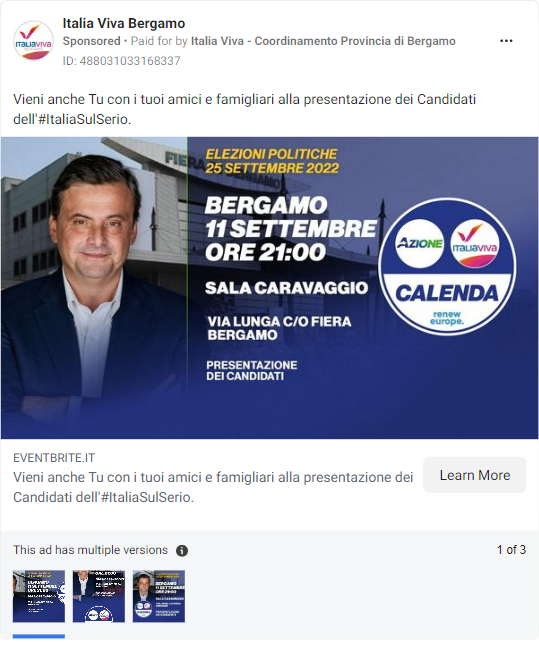 Italia Viva Bergamo
Sponsored • Paid for by Italia Viva - Coordinamento Provincia di Bergamo
ID: 488031033168337
Vieni anche Tu con i tuoi amici e famigliari alla presentazione dei Candidati
dell'#ItaliaSulSerio.
FIERA
ELEZIONI POLITICHE
25 SETTEMBRE 2022
BERGAMO
11 SETTEMBRE
ORE 21:00
SALA CARAVAGGIO
VIA LUNGA C/O FIERA
BERGAMO
PRESENTAZIONE
DEI CANDIDATI
AZIONE
ITALIAVIVA
CALENDA
renew
europe.
EVENTBRITE.IT
Vieni anche Tu con i tuoi amici e famigliari alla presentazione dei
Candidati dell'#ItaliaSulSerio.
Learn More
This ad has multiple versions
1 of 3